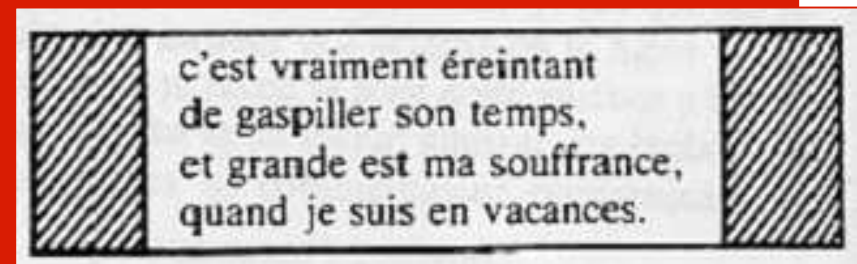 c'est vraiment éreintant
de gaspiller son temps,
et grande est ma souffrance,
quand je suis en vacances.